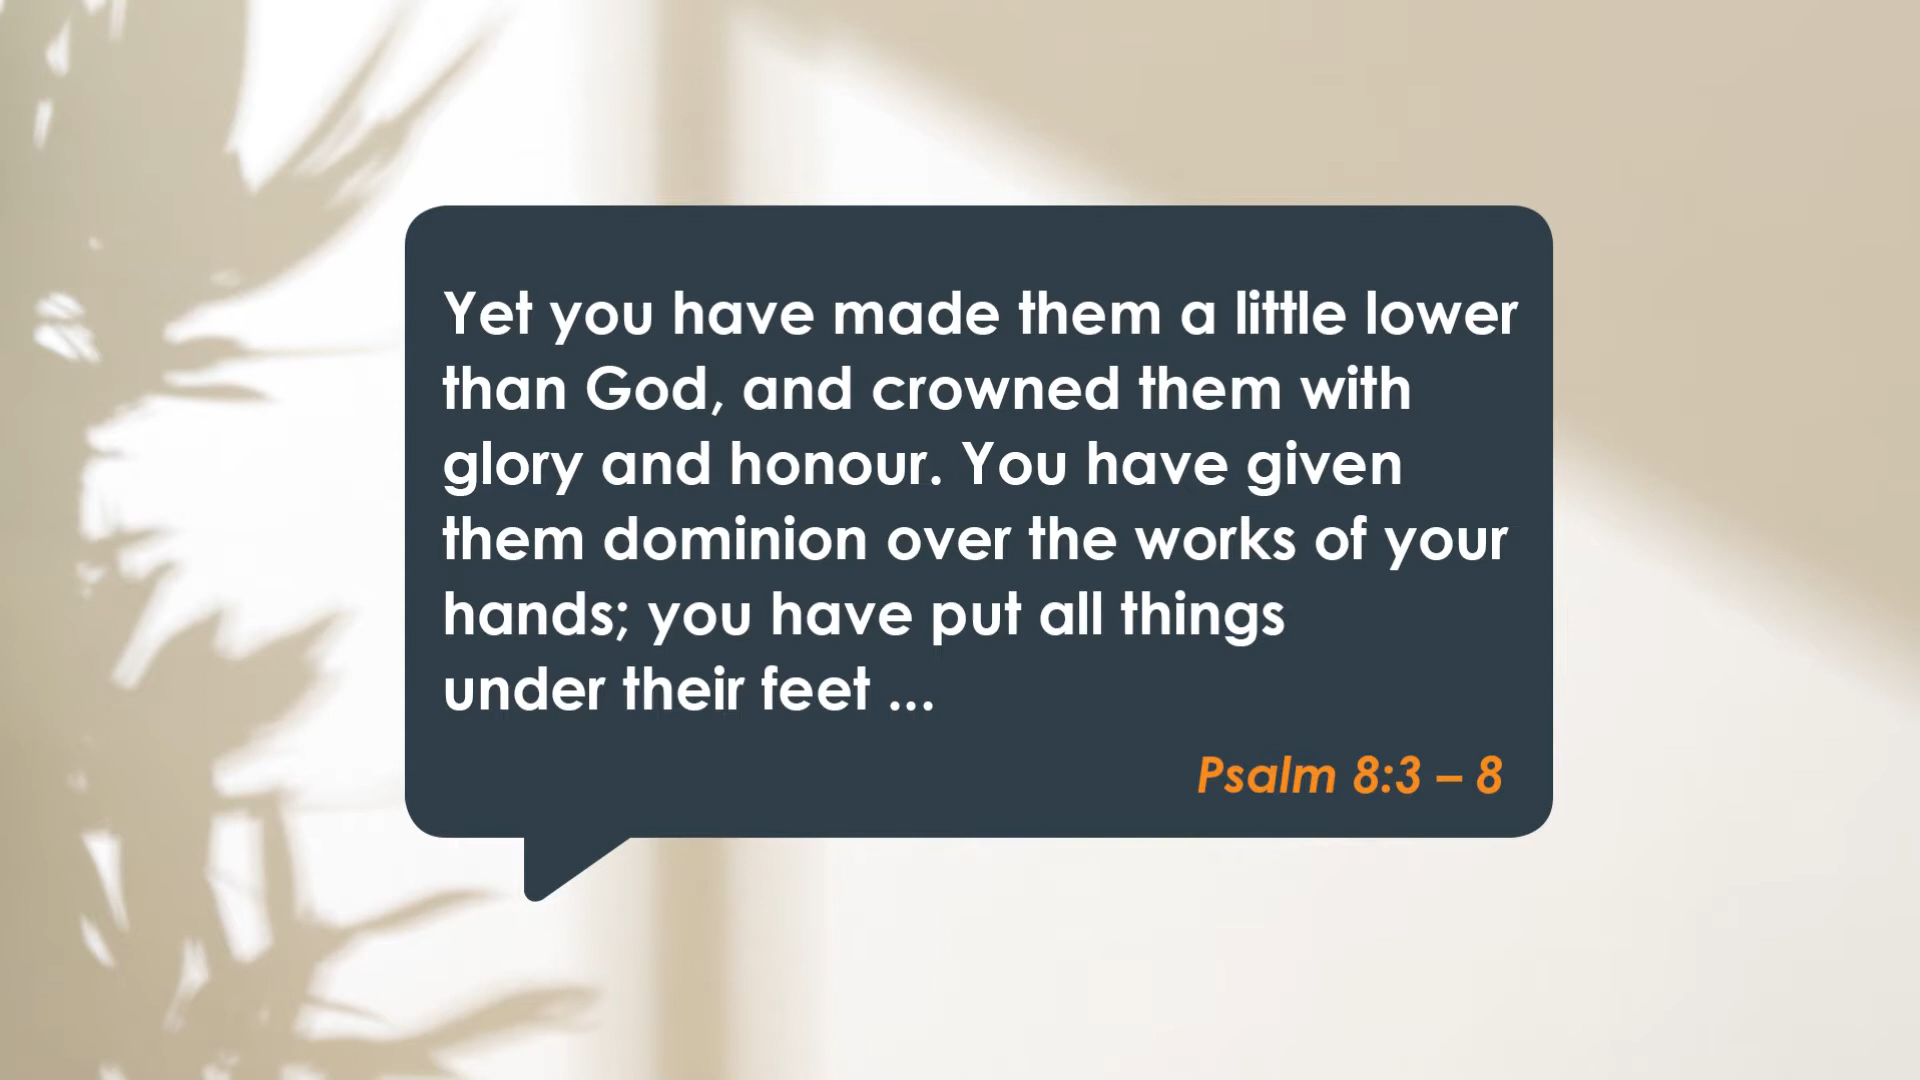 Yet you have made them a little lower
than God, and crowned them with
glory and honour. You have given
them dominion over the works of your
hands; you have put all things
under their feet ...
Psalm 8:3 – 8